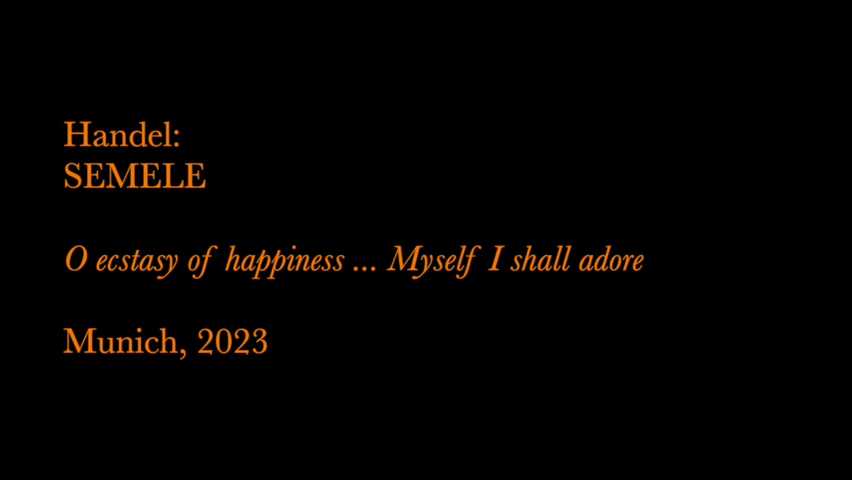 Handel:
SEMELE
O ecstasy of happiness ... Myself I shall adore
Munich, 2023